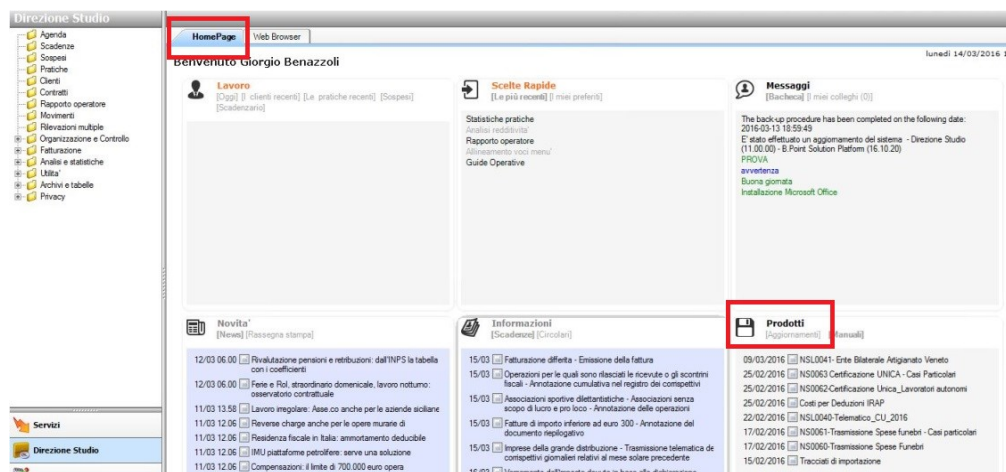 Direzione Studio
Agenda
Scadenze
Sospesi
Pratiche
Clienti
Contratti
Rapporto operatore
Movimenti
Rilevazioni multiple
Organizzazione e Controllo
Fatturazione
Analisi e statistiche
Utilita'
Archivi e tabelle
Privacy
Servizi
Direzione Studio
HomePage Web Browser
lunedì 14/03/2016
Benvenuto Giorgio Benazzoli
Lavoro
[Oggi] [I clienti recenti] [Le pratiche recenti] [Sospesi]
[Scadenzario]
Scelte Rapide
[Le più recenti] [I miei preferiti]
Statistiche pratiche
Analisi redditivita'
Rapporto operatore
Allineamento voci menu'
Guide Operative
Messaggi
[Bacheca] [I miei colleghi (0)]
The back-up procedure has been completed on the following date:
2016-03-13 18:59:49
E' stato effettuato un aggiornamento del sistema - Direzione Studio
(11.00.00) - B.Point Solution Platform (16.10.20)
PROVA
avvertenza
Buona giornata
Installazione Microsoft Office
Novita'
[News] [Rassegna stampa]
12/03 06.00 Rivalutazione pensioni e retribuzioni: dall'INPS la tabella
con i coefficienti
12/03 06.00 Ferie e Rol, straordinario domenicale, lavoro notturno:
osservatorio contrattuale
11/03 13.58 Lavoro irregolare: Asse.co anche per le aziende siciliane
11/03 12.06 Reverse charge anche per le opere murarie di
11/03 12.06 Residenza fiscale in Italia: ammortamento deducibile
11/03 12.06 IMU piattaforme petrolifere: serve una soluzione
11/03 12.06 Compensazioni: il limite di 700.000 euro opera
Informazioni
[Scadenze] [Circolari]
15/03 Fatturazione differita - Emissione della fattura
15/03 Operazioni per le quali sono rilasciati le ricevute o gli scontrini
fiscali - Annotazione cumulativa nel registro dei corrispettivi
15/03 Associazioni sportive dilettantistiche - Associazioni senza
scopo di lucro e pro loco - Annotazione delle operazioni
15/03 Fatture di importo inferiore ad euro 300 - Annotazione del
documento riepilogativo
15/03 Imprese della grande distribuzione - Trasmissione telematica de
corrispettivi giornalieri relativi al mese solare precedente
Prodotti
[Aggiornamenti] [Manuali]
09/03/2016 NSL0041- Ente Bilaterale Artigianato Veneto
25/02/2016 NS0063 Certificazione UNICA - Casi Particolari
25/02/2016 NS0062-Certificazione Unica_Lavoratori autonomi
25/02/2016 Costi per Deduzioni IRAP
22/02/2016 NSL0040-Telematico_CU_2016
17/02/2016 NS0061-Trasmissione Spese funebri - Casi particolari
17/02/2016 NS0060-Trasmissione Spese Funebri
15/02/2016 Tracciati di importazione